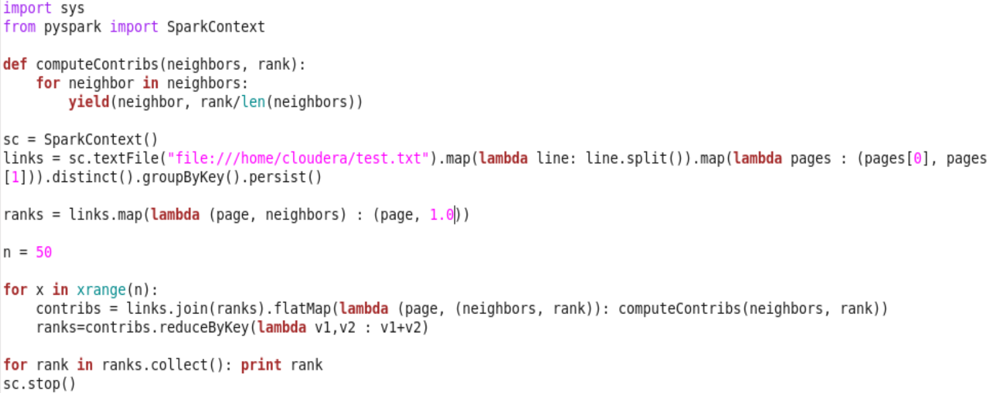 import sys
from pyspark import SparkContext

def computeContribs(neighbors, rank):
    for neighbor in neighbors:
        yield(neighbor, rank/len(neighbors))

sc = SparkContext()
links = sc.textFile("file:///home/cloudera/test.txt").map(lambda line: line.split()).map(lambda pages : (pages[0], pages
[1])).distinct().groupByKey().persist()

ranks = links.map(lambda (page, neighbors) : (page, 1.0))

n = 50

for x in xrange(n):
    contribs = links.join(ranks).flatMap(lambda (page, (neighbors, rank)): computeContribs(neighbors, rank))
    ranks=contribs.reduceByKey(lambda v1,v2 : v1+v2)

for rank in ranks.collect(): print rank
sc.stop()